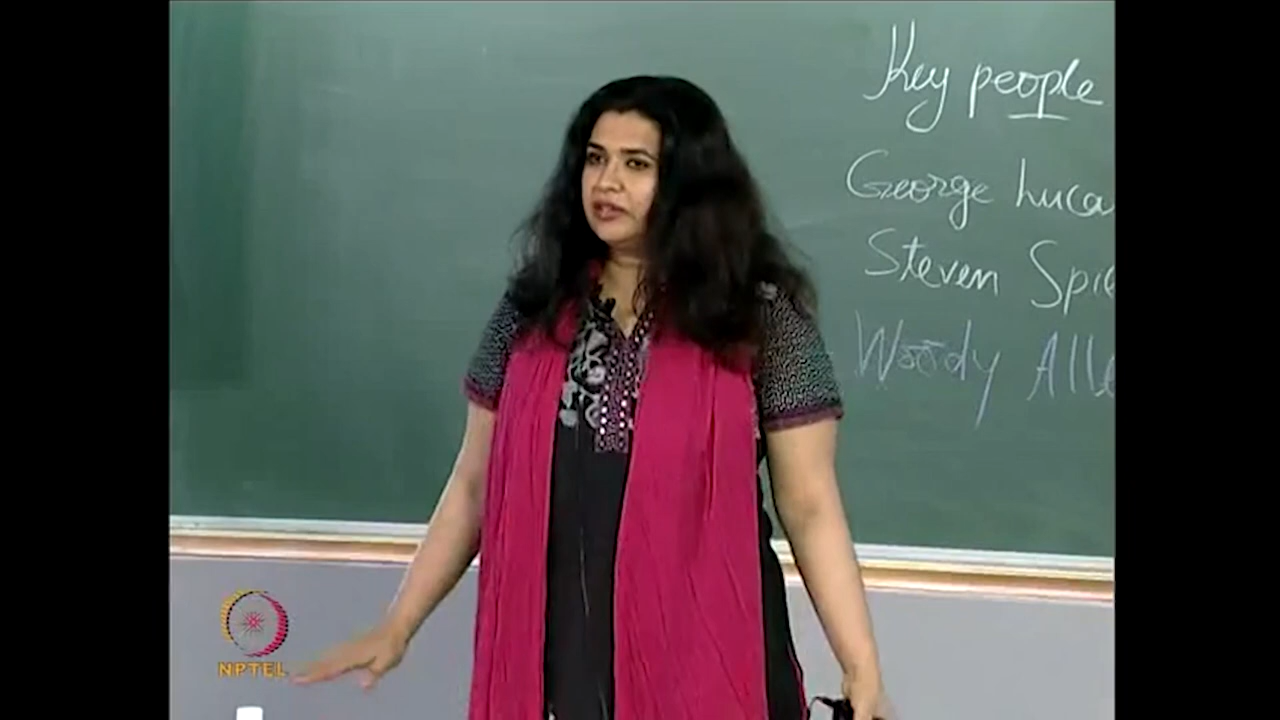 Key people
George Luca
Steven Spie
Woody Alle
NPTEL